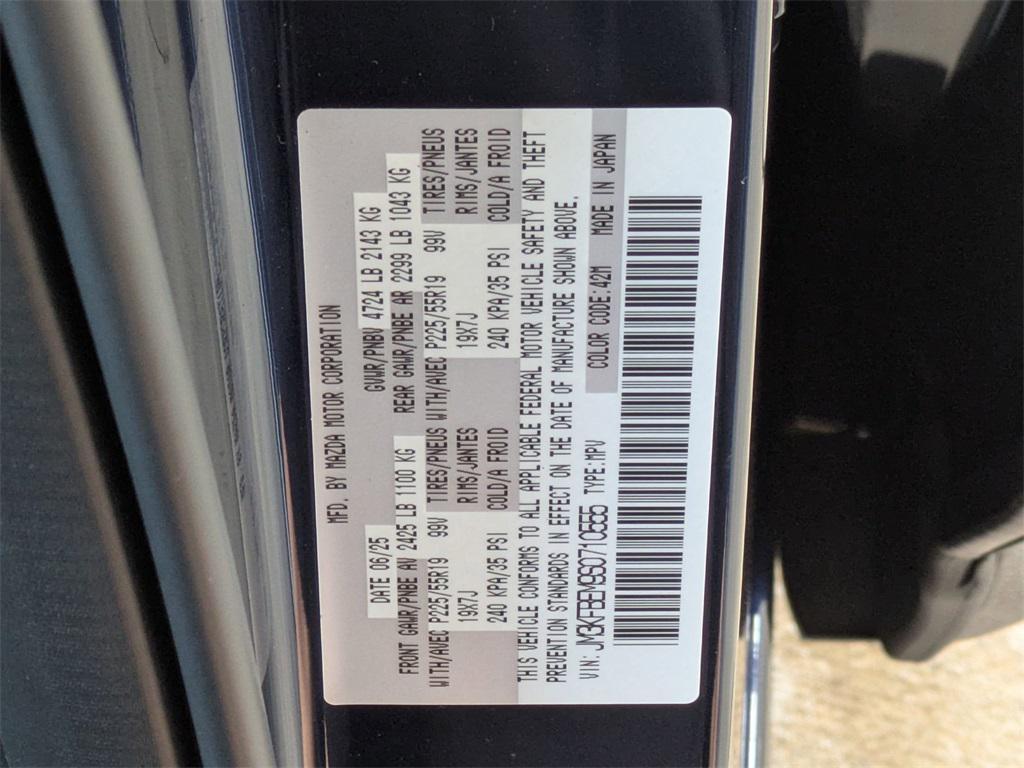 MFD. BY MAZDA MOTOR CORPORATION
DATE 06/25 GVWR/PNBV 4724 LB 2143 KG
FRONT GAWR/PNBE AV 2425 LB 1100 KG REAR GAWR/PNBE AR 2299 LB 1043 KG
WITH/AVEC P225/55R19 99V TIRES/PNEUS WITH/AVEC P225/55R19 99V TIRES/PNEUS
19X7J RIMS/JANTES 19X7J RIMS/JANTES
240 KPA/35 PSI COLD/A FROID 240 KPA/35 PSI COLD/A FROID
THIS VEHICLE CONFORMS TO ALL APPLICABLE FEDERAL MOTOR VEHICLE SAFETY AND THEFT
PREVENTION STANDARDS IN EFFECT ON THE DATE OF MANUFACTURE SHOWN ABOVE.
VIN: JM3KFBEM9S0710555 TYPE:MPV COLOR CODE:42M MADE IN JAPAN